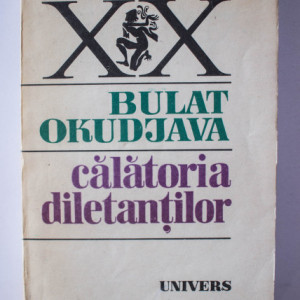 XX
BULAT
OKUDJAVA
călătoria
diletanților
UNIVERS